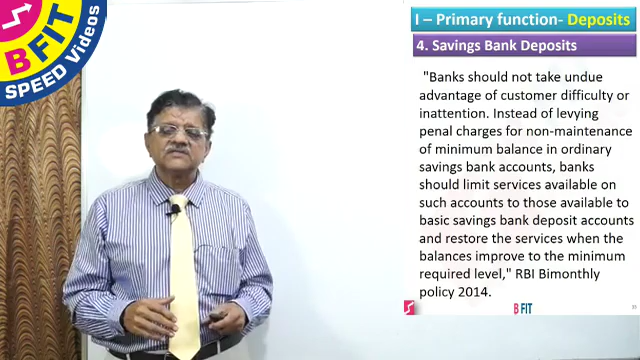 BFIT
SPEED Videos
I – Primary function- Deposits
4. Savings Bank Deposits
"Banks should not take undue
advantage of customer difficulty or
inattention. Instead of levying
penal charges for non-maintenance
of minimum balance in ordinary
savings bank accounts, banks
should limit services available on
such accounts to those available to
basic savings bank deposit accounts
and restore the services when the
balances improve to the minimum
required level," RBI Bimonthly
policy 2014.
BFIT